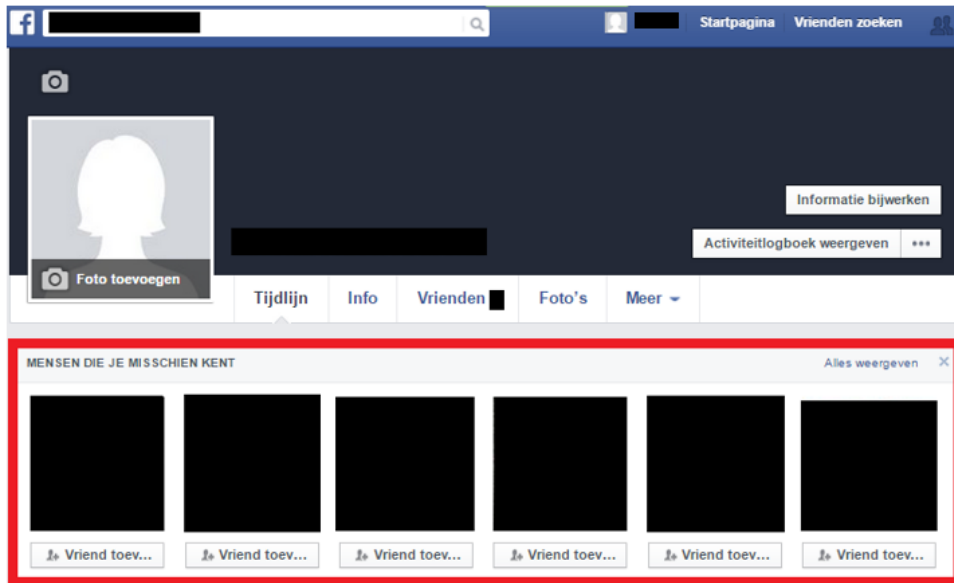 f
Startpagina Vrienden zoeken
Informatie bijwerken
Activiteitlogboek weergeven •••
Foto toevoegen
Tijdlijn Info Vrienden Foto's Meer
MENSEN DIE JE MISSCHIEN KENT Alles weergeven ×
Vriend toev... Vriend toev... Vriend toev... Vriend toev... Vriend toev... Vriend toev...